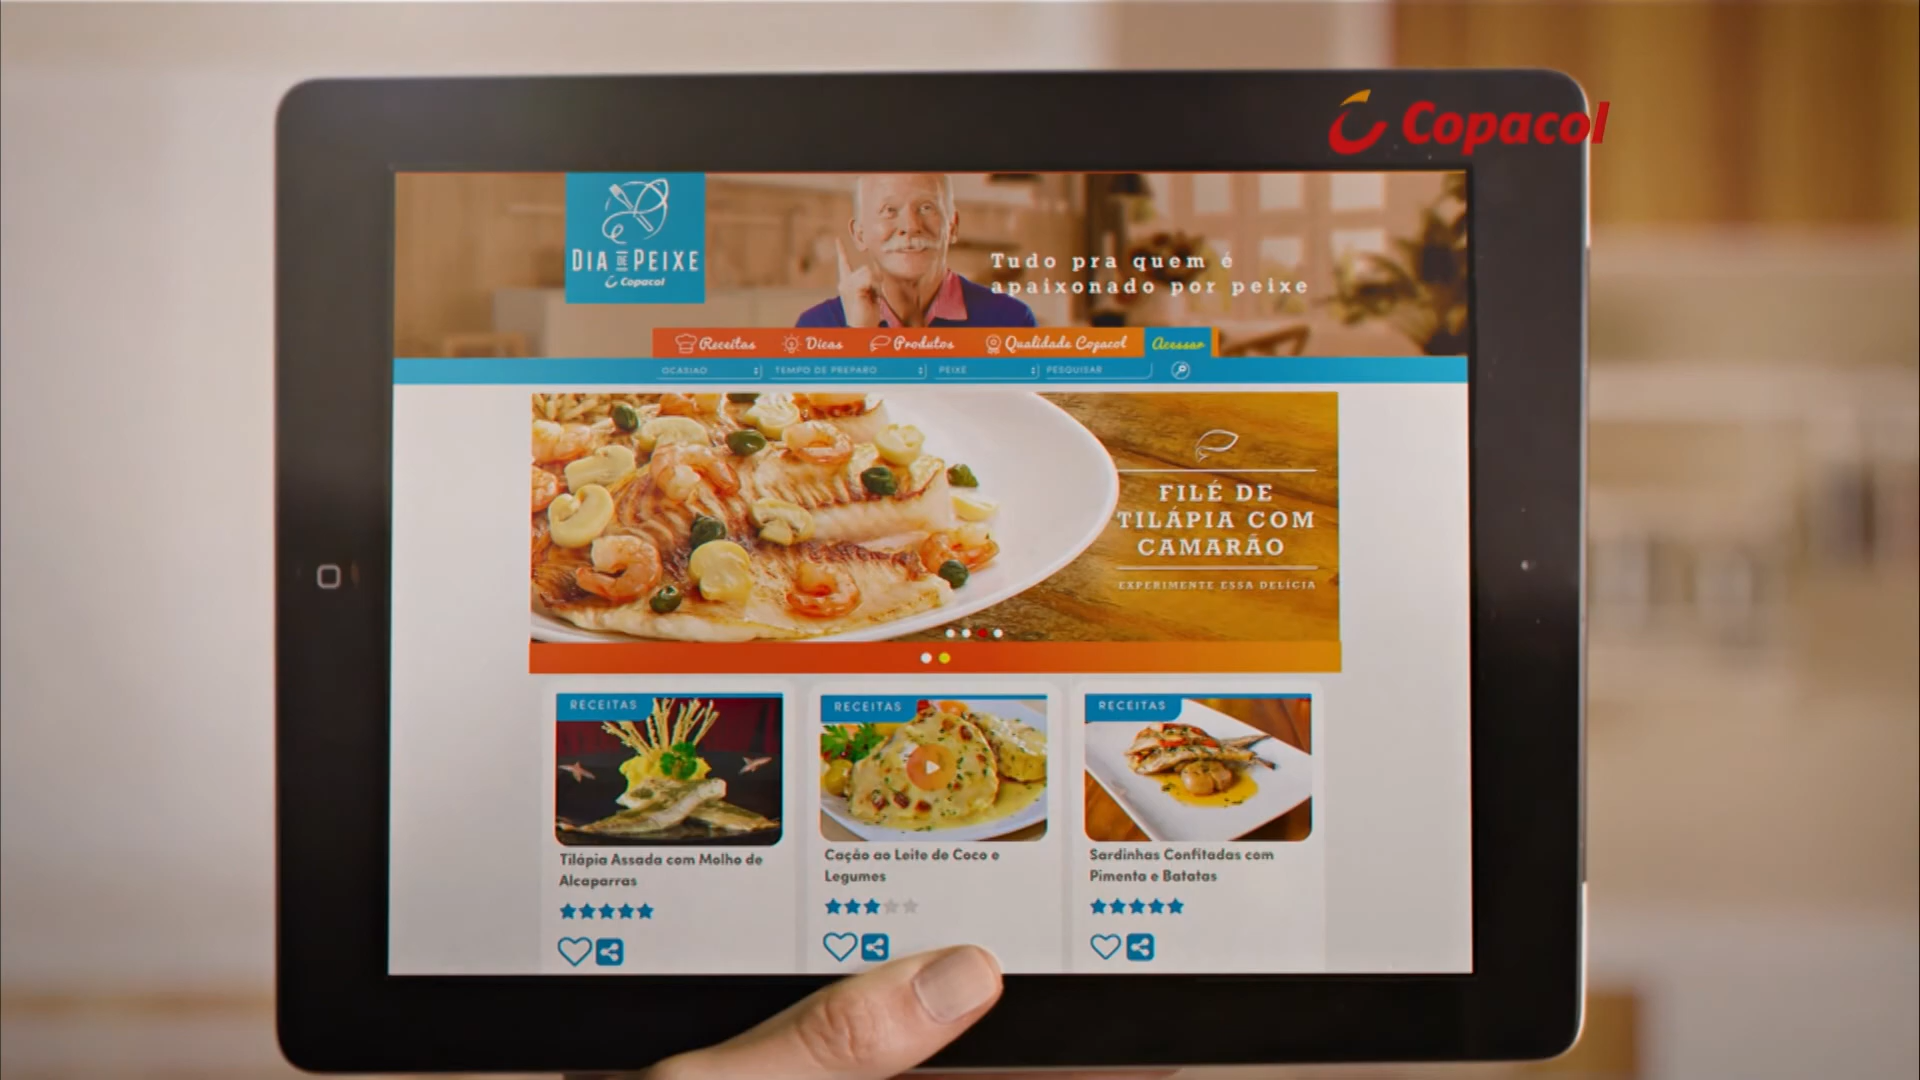 Copacol
DIA DE PEIXE
Copacol
Tudo pra quem é
apaixonado por peixe
Receitas Dicas Produtos Qualidade Copacol Acessar
OCASIÃO TEMPO DE PREPARO PEIXE PESQUISAR
FILÉ DE
TILÁPIA COM
CAMARÃO
EXPERIMENTE ESSA DELÍCIA
RECEITAS RECEITAS RECEITAS
Tilápia Assada com Molho de
Alcaparras
Cação ao Leite de Coco e
Legumes
Sardinhas Confitadas com
Pimenta e Batatas